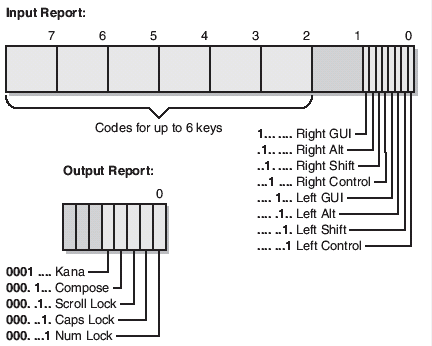 Input Report:
7 6 5 4 3 2 1 0
Codes for up to 6 keys
1... .... Right GUI
.1.. .... Right Alt
..1. .... Right Shift
...1 .... Right Control
.... 1... Left GUI
.... .1.. Left Alt
.... ..1. Left Shift
.... ...1 Left Control
Output Report:
0
0001 .... Kana
000. 1... Compose
000. .1.. Scroll Lock
000. ..1. Caps Lock
000. ...1 Num Lock